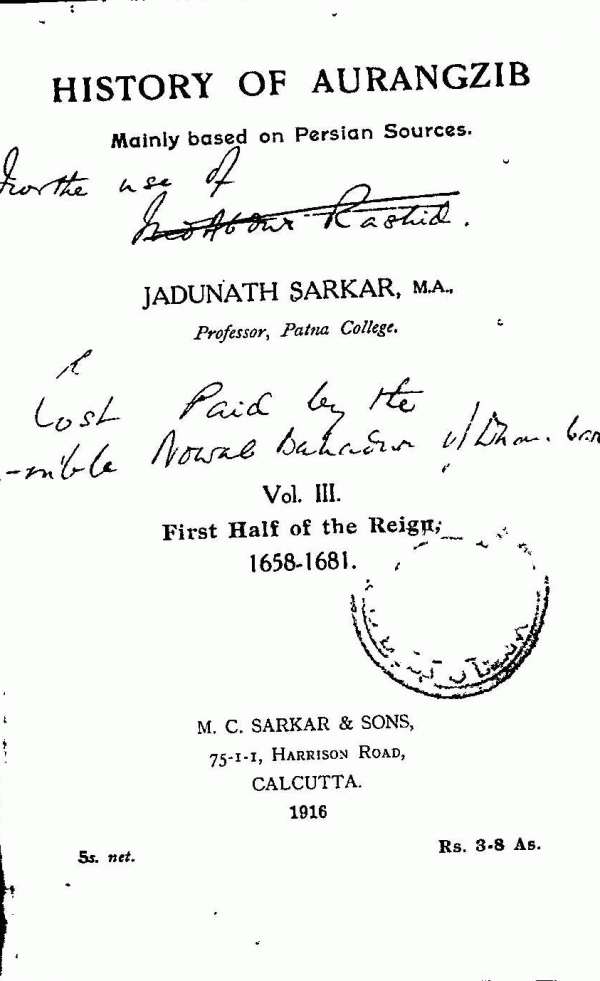 HISTORY OF AURANGZIB
Mainly based on Persian Sources.
For the use of
Rashid.
JADUNATH SARKAR, M.A.,
Professor, Patna College.
Cost Paid by the
Nowab Bahadur
Vol. III.
First Half of the Reign,
1658-1681.
M. C. SARKAR & SONS,
75-1-1, HARRISON ROAD,
CALCUTTA.
1916
5s. net.
Rs. 3-8 As.